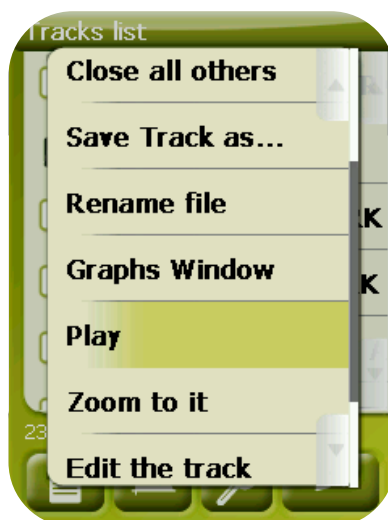 Tracks list
Close all others
Save Track as...
Rename file
RK
Graphs Window
K
Play
Zoom to it
23
Edit the track